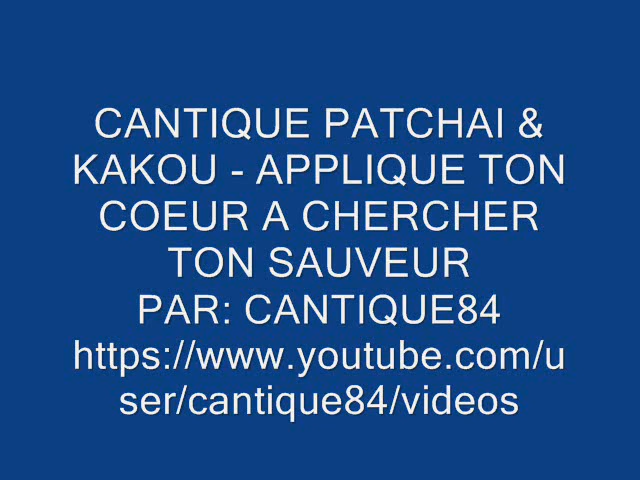 CANTIQUE PATCHAI &
KAKOU - APPLIQUE TON
COEUR A CHERCHER
TON SAUVEUR
PAR: CANTIQUE84
https://www.youtube.com/u
ser/cantique84/videos